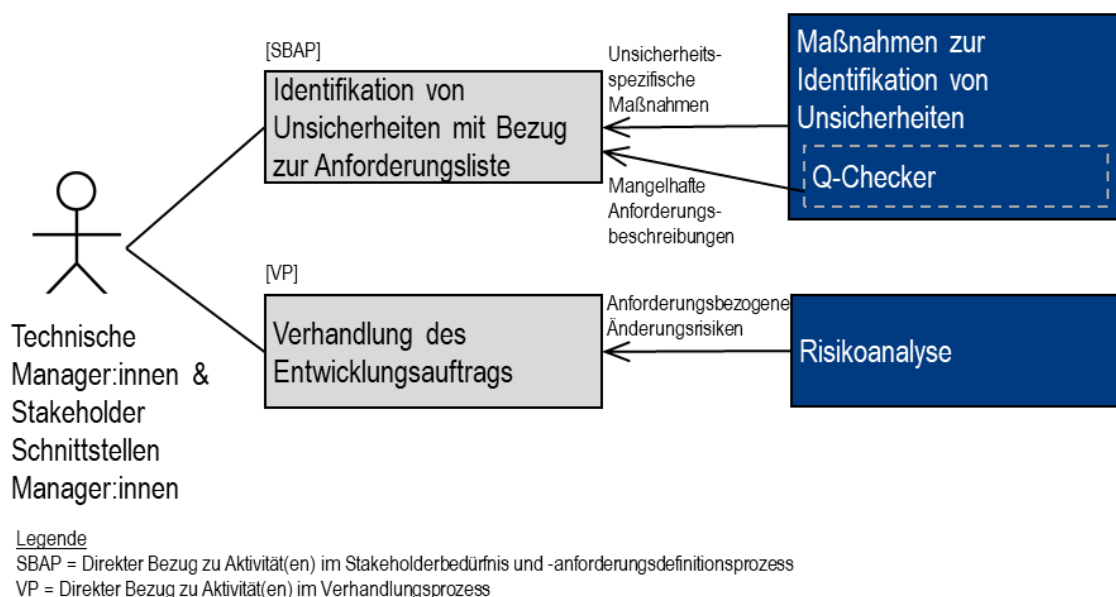 [SBAP]
Identifikation von
Unsicherheiten mit Bezug
zur Anforderungsliste
Unsicherheits-
spezifische
Maßnahmen
Mangelhafte
Anforderungs-
beschreibungen
Maßnahmen zur
Identifikation von
Unsicherheiten
Q-Checker
[VP]
Verhandlung des
Entwicklungsauftrags
Anforderungsbezogene
Änderungsrisiken
Risikoanalyse
Technische
Manager:innen &
Stakeholder
Schnittstellen
Manager:innen
Legende
SBAP = Direkter Bezug zu Aktivität(en) im Stakeholderbedürfnis und -anforderungsdefinitionsprozess
VP = Direkter Bezug zu Aktivität(en) im Verhandlungsprozess